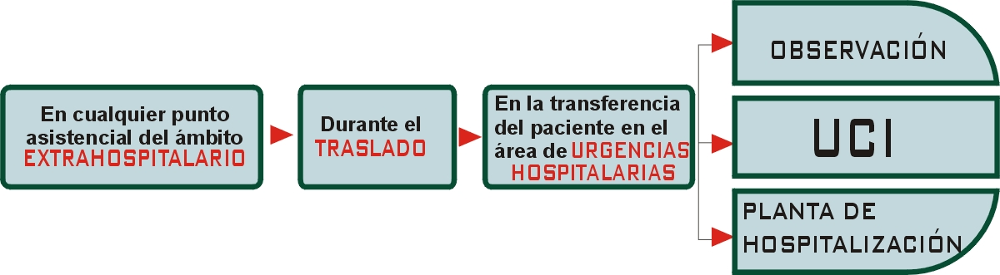 En cualquier punto
asistencial del ámbito
EXTRAHOSPITALARIO
Durante el
TRASLADO
En la transferencia
del paciente en el
área de URGENCIAS
HOSPITALARIAS
OBSERVACIÓN
UCI
PLANTA DE
HOSPITALIZACIÓN